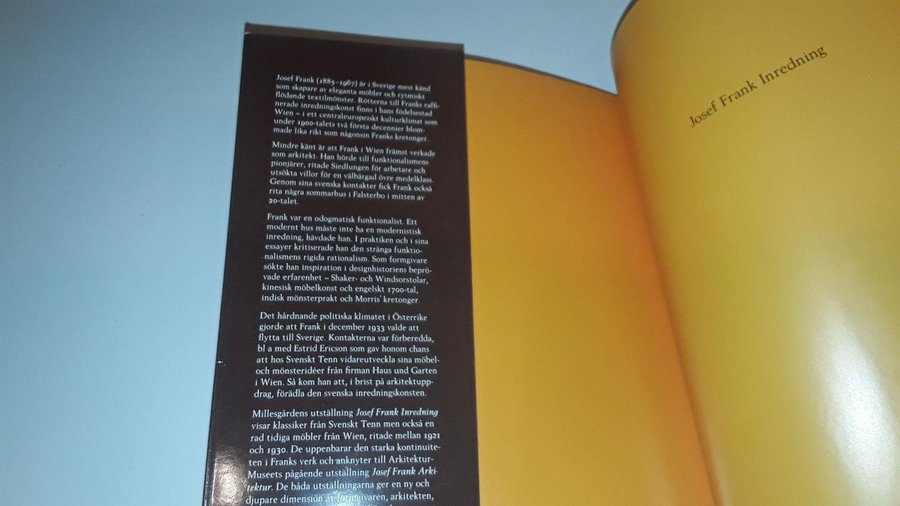 Josef Frank (1885–1967) är i Sverige mest känd
som skapare av eleganta möbler och rytmiskt
flödande textilmönster. Rötterna till Franks raffi-
nerade inredningskonst finns i hans födelsestad
Wien – i ett centraleuropeiskt kulturklimat som
under 1900-talets två första decennier blom-
made lika rikt som någonsin Franks kretonger.
Mindre känt är att Frank i Wien främst verkade
som arkitekt. Han hörde till funktionalismens
pionjärer, ritade Siedlungen för arbetare och
utsökta villor för en välbärgad övre medelklass.
Genom sina svenska kontakter fick Frank också
rita några sommarhus i Falsterbo i mitten av
20-talet.
Frank var en odogmatisk funktionalist. Ett
modernt hus måste inte ha en modernistisk
inredning, hävdade han. I praktiken och i sina
essayer kritiserade han den stränga funktio-
nalismens rigida rationalism. Som formgivare
sökte han inspiration i designhistoriens beprö-
vade erfarenhet – Shaker- och Windsorstolar,
kinesisk möbelkonst och engelskt 1700-tal,
indisk mönsterprakt och Morris' kretonger.
Det hårdnande politiska klimatet i Österrike
gjorde att Frank i december 1933 valde att
flytta till Sverige. Kontakterna var förberedda,
bl a med Estrid Ericson som gav honom chans
att hos Svenskt Tenn vidareutveckla sina möbel-
och mönsteridéer från firman Haus und Garten
i Wien. Så kom han att, i brist på arkitektupp-
drag, förädla den svenska inredningskonsten.
Millesgårdens utställning Josef Frank Inredning
visar klassiker från Svenskt Tenn men också en
rad tidiga möbler från Wien, ritade mellan 1921
och 1930. De uppenbarar den starka kontinuite-
ten i Franks verk och anknyter till Arkitektur-
Museets pågående utställning Josef Frank Arki-
tektur. De båda utställningarna ger en ny och
djupare dimension åt formgivaren, arkitekten,
Josef Frank Inredning